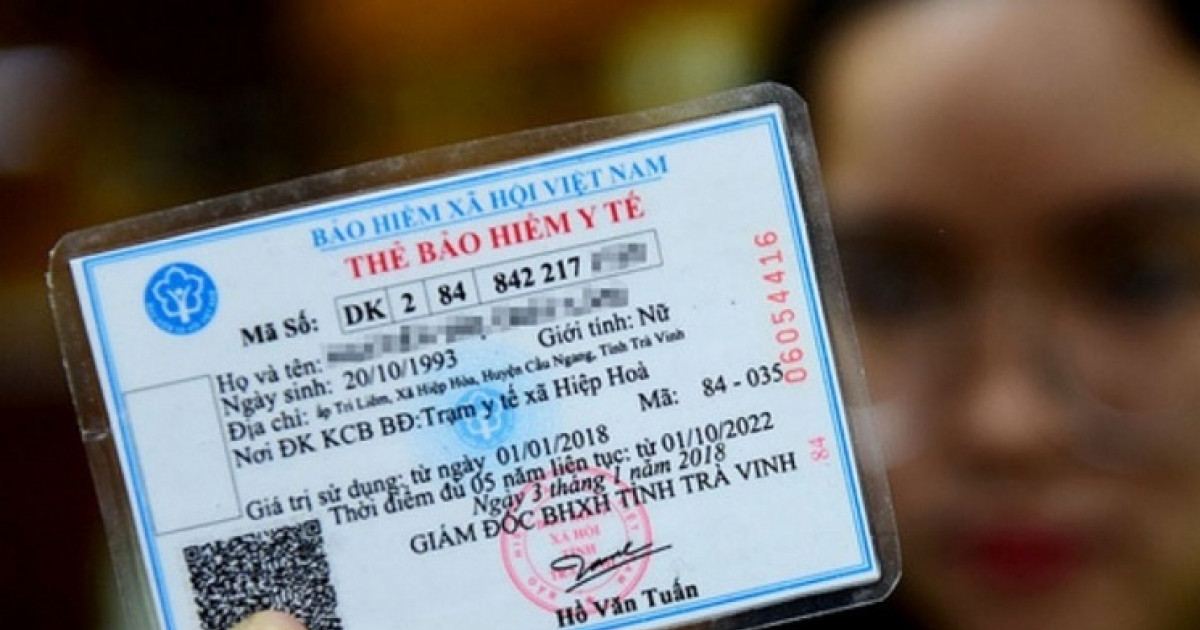 BẢO HIỂM XÃ HỘI VIỆT NAM
THẺ BẢO HIỂM Y TẾ
Mã Số: DK 2 84 842 217
Họ và tên:
Ngày sinh: 20/10/1993 Giới tính: Nữ
Địa chỉ: ấp Trì Liêm, Xã Hiệp Hòa, Huyện Cầu Ngang, Tỉnh Trà Vinh
Nơi ĐK KCB BĐ:Trạm y tế xã Hiệp Hoà
Mã: 84 - 035
Giá trị sử dụng: từ ngày 01/01/2018
Thời điểm đủ 05 năm liên tục: từ 01/10/2022
Ngày 3 tháng 1 năm 2018
GIÁM ĐỐC BHXH TỈNH TRÀ VINH
XÃ HỘI
TỈNH
Hồ Văn Tuấn
06054416
84